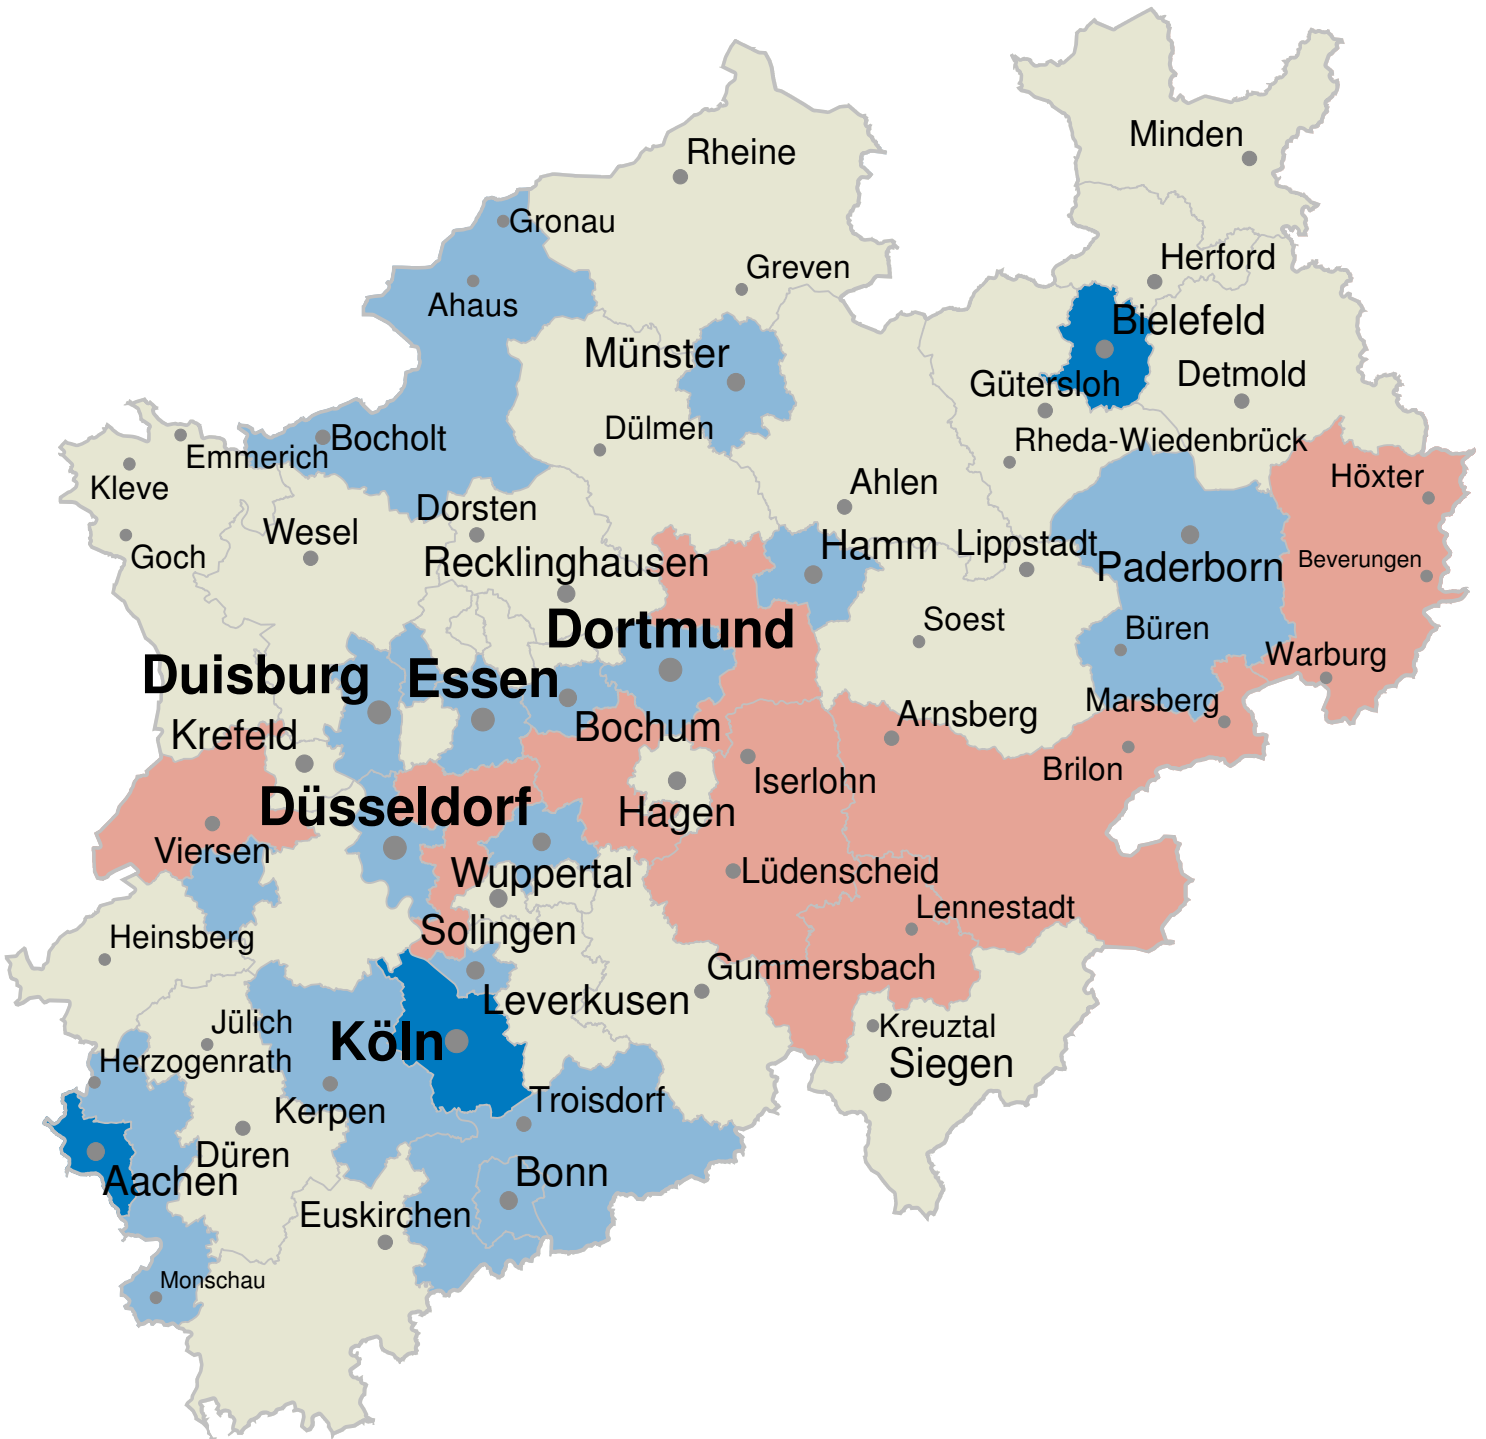 Minden
Rheine
Gronau
Herford
Greven
Ahaus
Bielefeld
Münster
Detmold
Gütersloh
Dülmen
Bocholt
Rheda-Wiedenbrück
Emmerich
Höxter
Kleve
Ahlen
Dorsten
Wesel
Hamm
Lippstadt
Goch
Recklinghausen
Paderborn
Beverungen
Soest
Büren
Dortmund
Warburg
Duisburg
Essen
Marsberg
Arnsberg
Bochum
Krefeld
Brilon
Iserlohn
Düsseldorf
Hagen
Viersen
Wuppertal
Lüdenscheid
Lennestadt
Solingen
Heinsberg
Gummersbach
Leverkusen
Jülich
Kreuztal
Köln
Herzogenrath
Siegen
Troisdorf
Kerpen
Düren
Bonn
Aachen
Euskirchen
Monschau